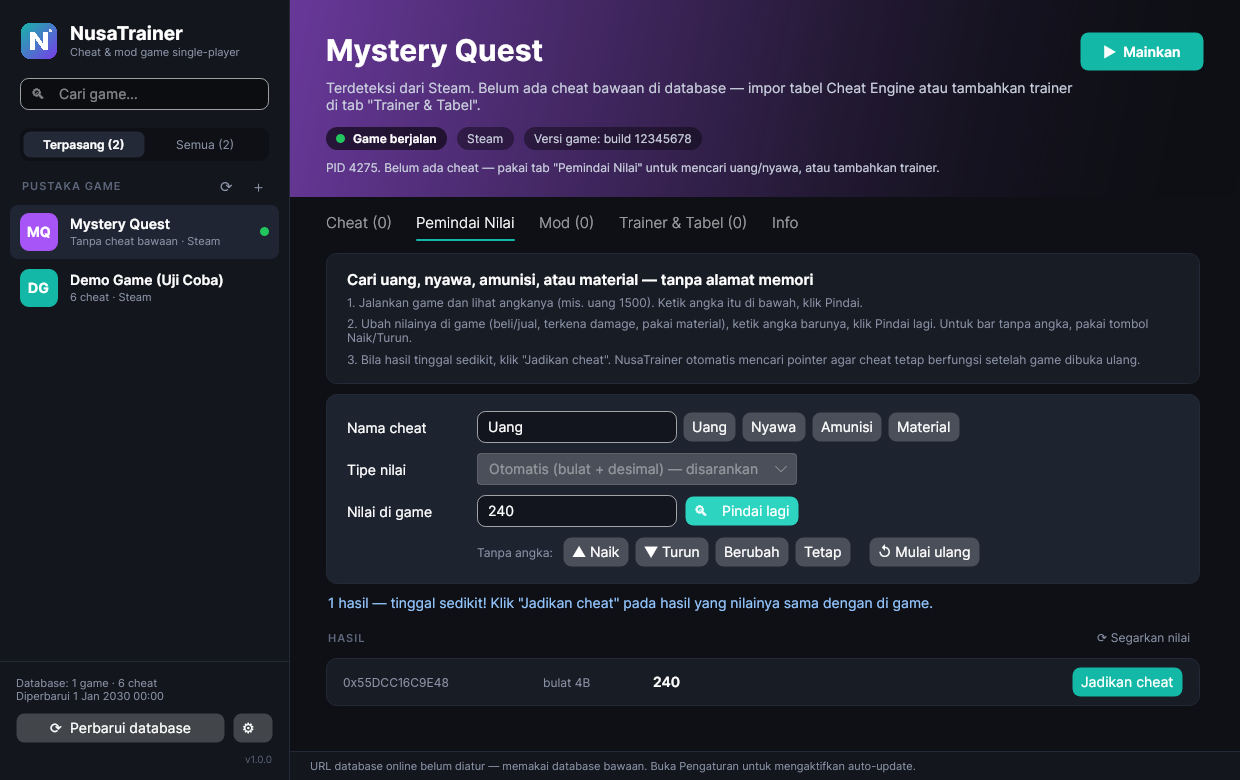 NusaTrainer
Cheat & mod game single-player
Cari game...
Terpasang (2)
Semua (2)
PUSTAKA GAME
MQ
Mystery Quest
Tanpa cheat bawaan · Steam
DG
Demo Game (Uji Coba)
6 cheat · Steam
Database: 1 game · 6 cheat
Diperbarui 1 Jan 2030 00:00
Perbarui database
v1.0.0
Mystery Quest
Mainkan
Terdeteksi dari Steam. Belum ada cheat bawaan di database — impor tabel Cheat Engine atau tambahkan trainer
di tab "Trainer & Tabel".
Game berjalan
Steam
Versi game: build 12345678
PID 4275. Belum ada cheat — pakai tab "Pemindai Nilai" untuk mencari uang/nyawa, atau tambahkan trainer.
Cheat (0)
Pemindai Nilai
Mod (0)
Trainer & Tabel (0)
Info
Cari uang, nyawa, amunisi, atau material — tanpa alamat memori
1. Jalankan game dan lihat angkanya (mis. uang 1500). Ketik angka itu di bawah, klik Pindai.
2. Ubah nilainya di game (beli/jual, terkena damage, pakai material), ketik angka barunya, klik Pindai lagi. Untuk bar tanpa angka, pakai tombol
Naik/Turun.
3. Bila hasil tinggal sedikit, klik "Jadikan cheat". NusaTrainer otomatis mencari pointer agar cheat tetap berfungsi setelah game dibuka ulang.
Nama cheat
Uang
Uang
Nyawa
Amunisi
Material
Tipe nilai
Otomatis (bulat + desimal) — disarankan
Nilai di game
240
Pindai lagi
Tanpa angka:
▲ Naik
▼ Turun
Berubah
Tetap
Mulai ulang
1 hasil — tinggal sedikit! Klik "Jadikan cheat" pada hasil yang nilainya sama dengan di game.
HASIL
Segarkan nilai
0x55DCC16C9E48
bulat 4B
240
Jadikan cheat
URL database online belum diatur — memakai database bawaan. Buka Pengaturan untuk mengaktifkan auto-update.